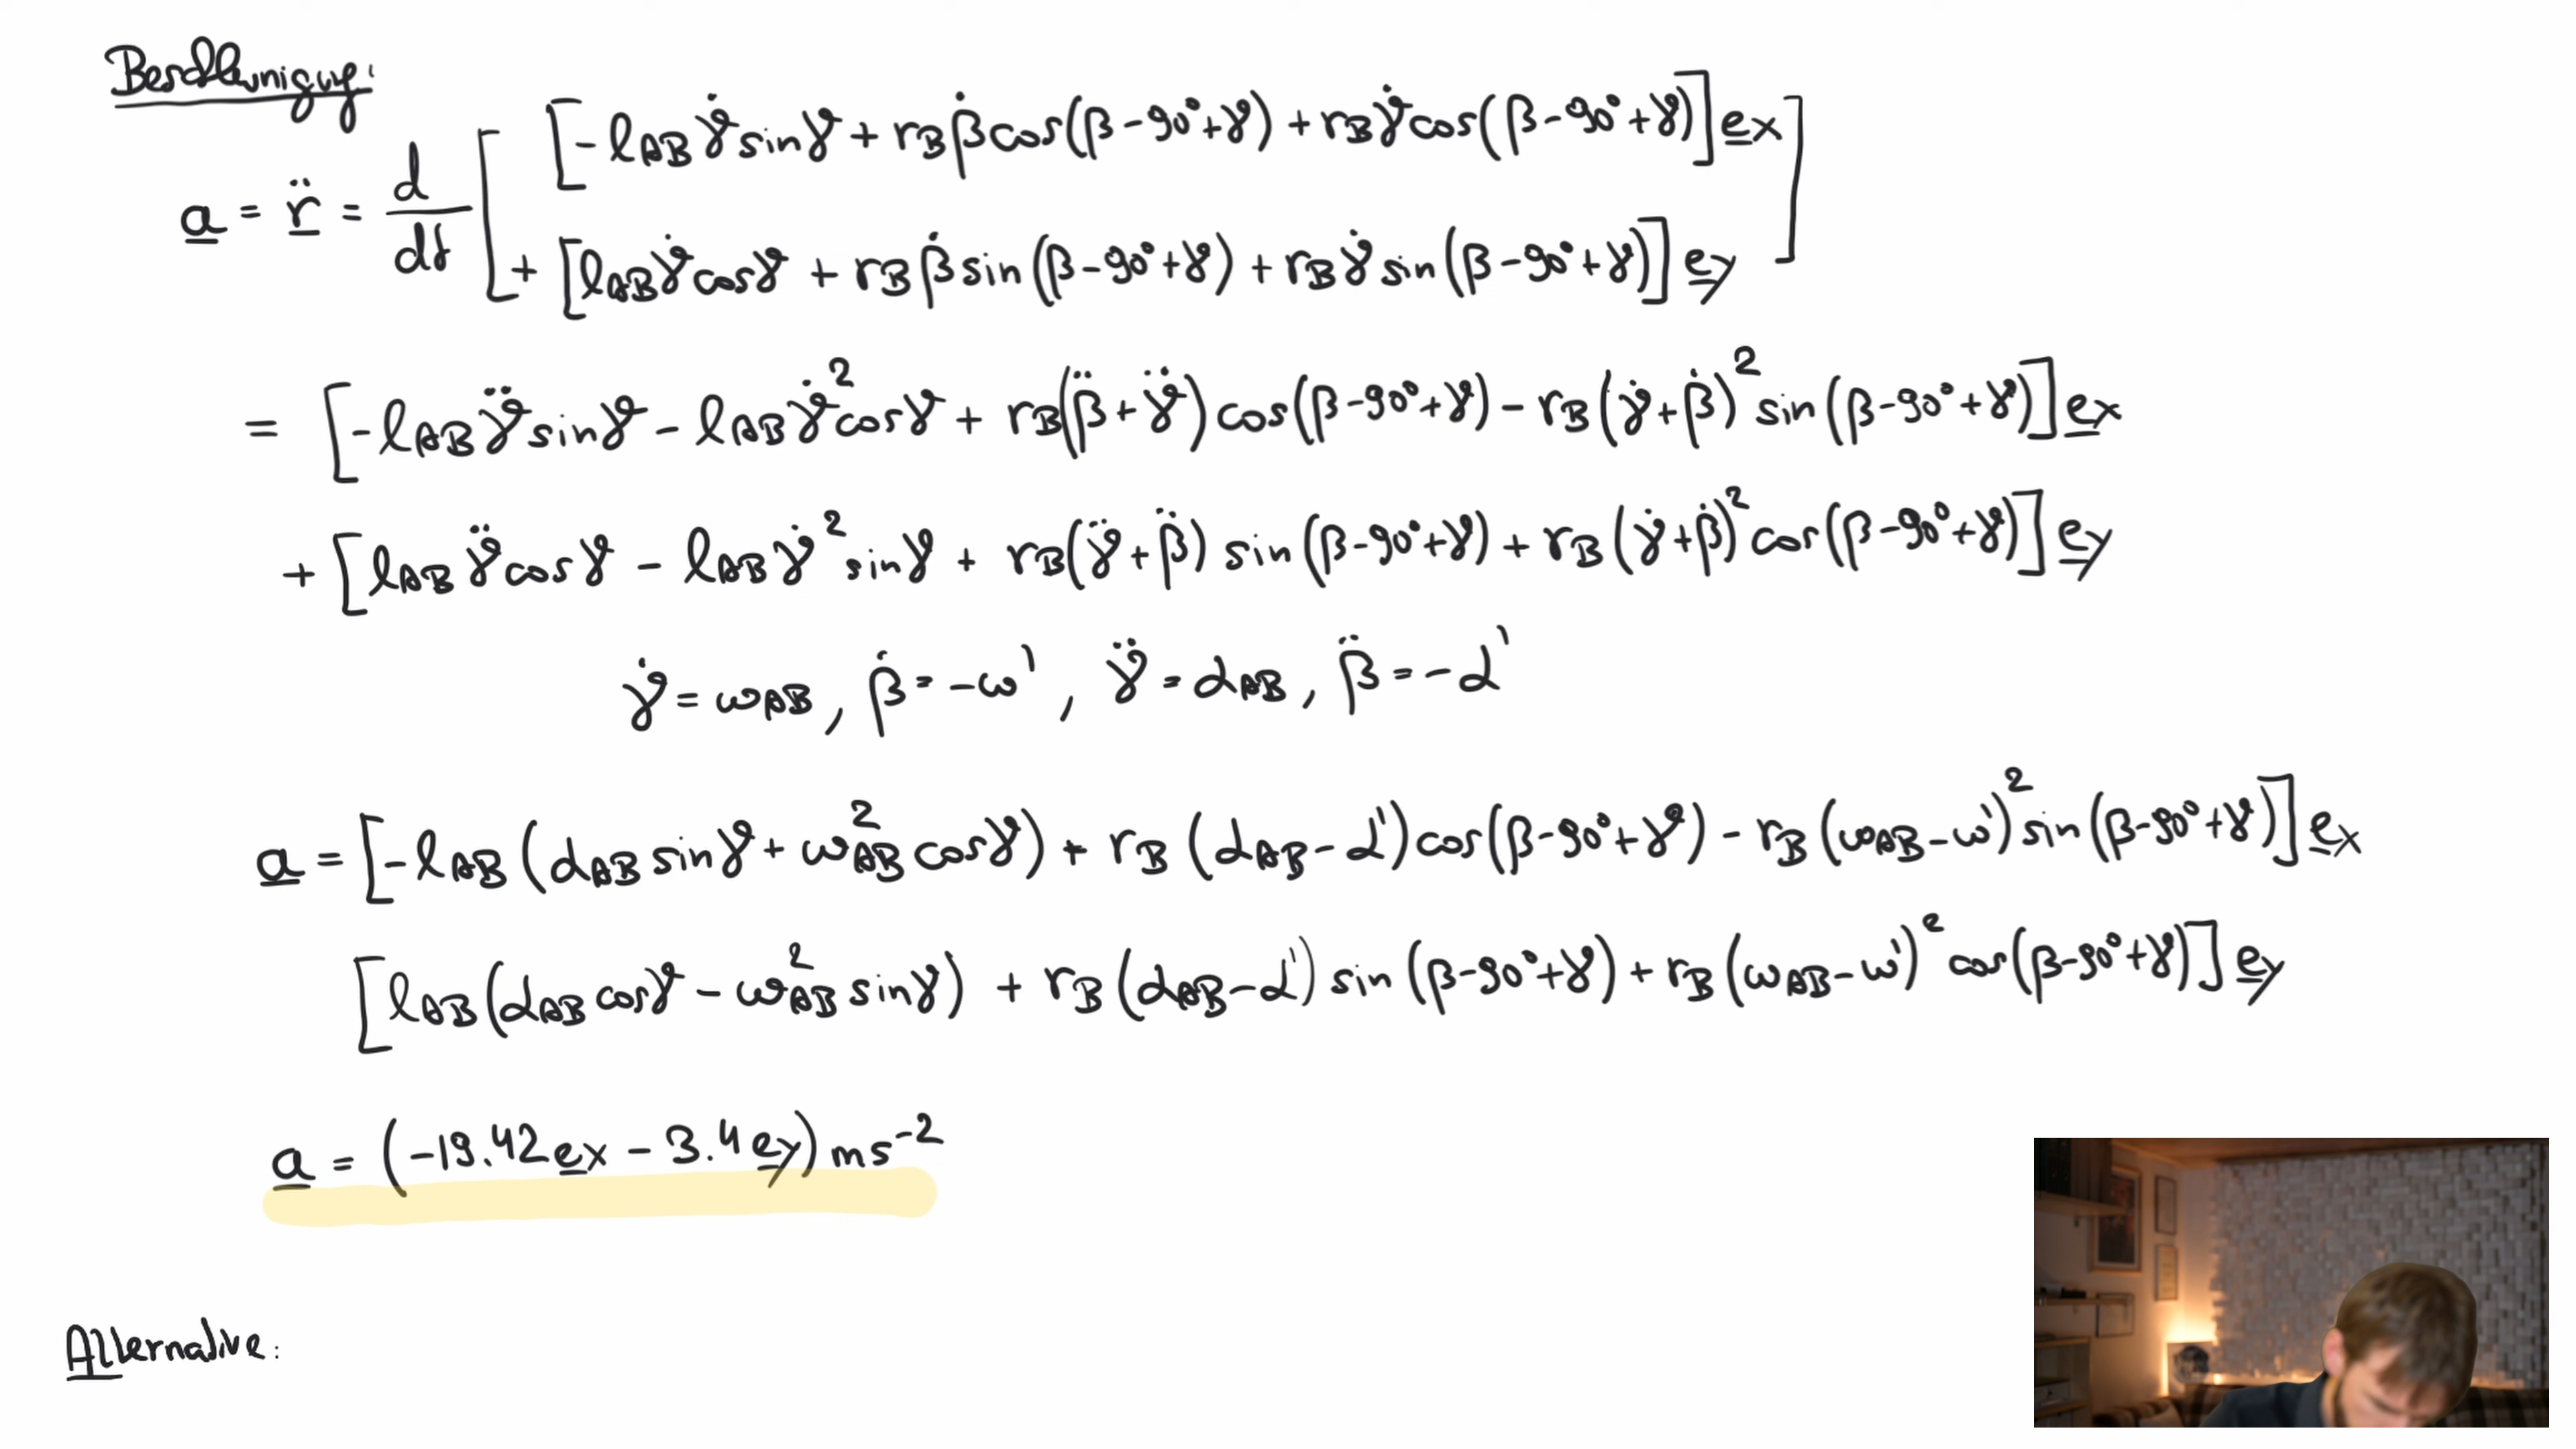 Beschleunigung:
a = r̈ = d/dt [ [-l_AB γ̇ sinγ + r_B β̇ cos(β-90°+γ) + r_B γ̇ cos(β-90°+γ)] e_x
+ [l_AB γ̇ cosγ + r_B β̇ sin(β-90°+γ) + r_B γ̇ sin(β-90°+γ)] e_y ]
= [-l_AB γ̈ sinγ - l_AB γ̇² cosγ + r_B(β̈+γ̈) cos(β-90°+γ) - r_B(γ̇+β̇)² sin(β-90°+γ)] e_x
+ [l_AB γ̈ cosγ - l_AB γ̇² sinγ + r_B(γ̈+β̈) sin(β-90°+γ) + r_B(γ̇+β̇)² cos(β-90°+γ)] e_y
γ̇ = ω_AB, β̇ = -ω', γ̈ = α_AB, β̈ = -α'
a = [-l_AB(α_AB sinγ + ω_AB² cosγ) + r_B(α_AB-α') cos(β-90°+γ) - r_B(ω_AB-ω')² sin(β-90°+γ)] e_x
[l_AB(α_AB cosγ - ω_AB² sinγ) + r_B(α_AB-α') sin(β-90°+γ) + r_B(ω_AB-ω')² cos(β-90°+γ)] e_y
a = (-19.42 e_x - 3.4 e_y) ms⁻²
Alternative: